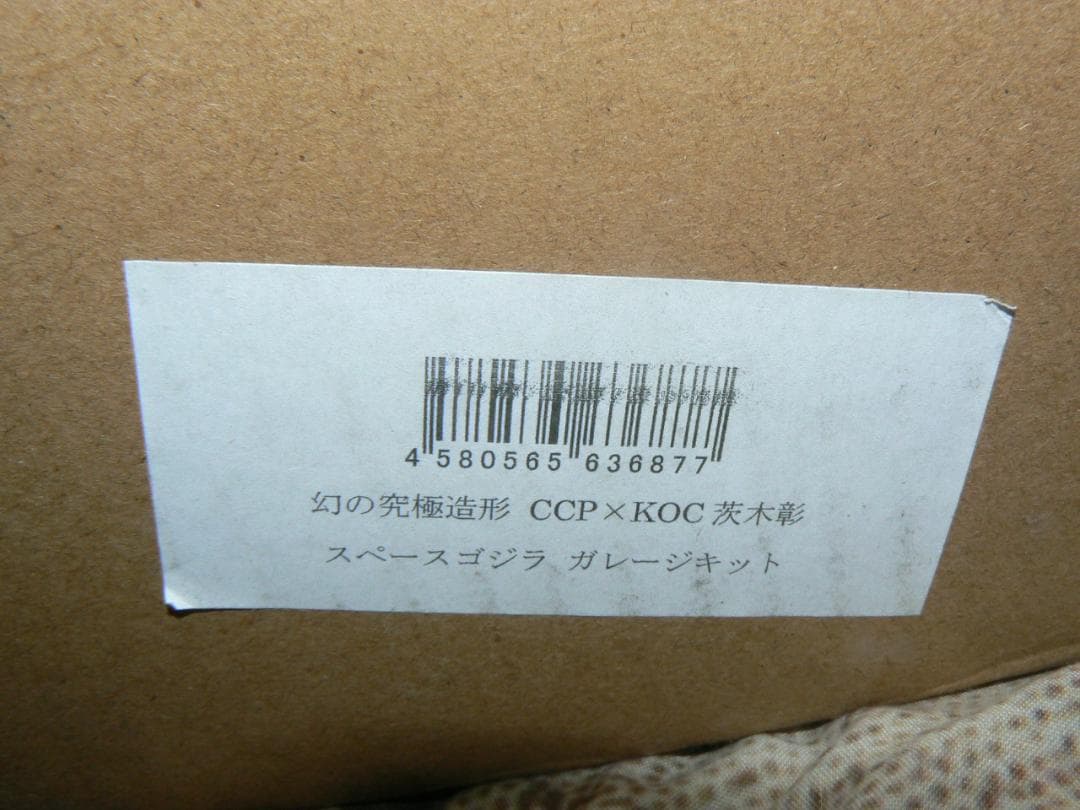 4 580565 636877
幻の究極造形 CCP×KOC 茨木彰
スペースゴジラ ガレージキット